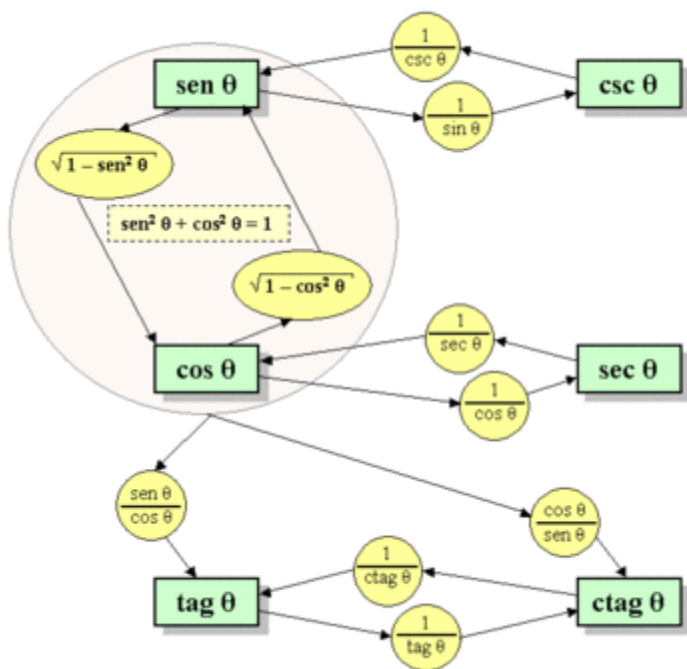 1
csc θ
sen θ
csc θ
1
sin θ
√1 − sen² θ
sen² θ + cos² θ = 1
√1 − cos² θ
1
sec θ
cos θ
sec θ
1
cos θ
sen θ
cos θ
cos θ
sen θ
1
ctag θ
tag θ
ctag θ
1
tag θ